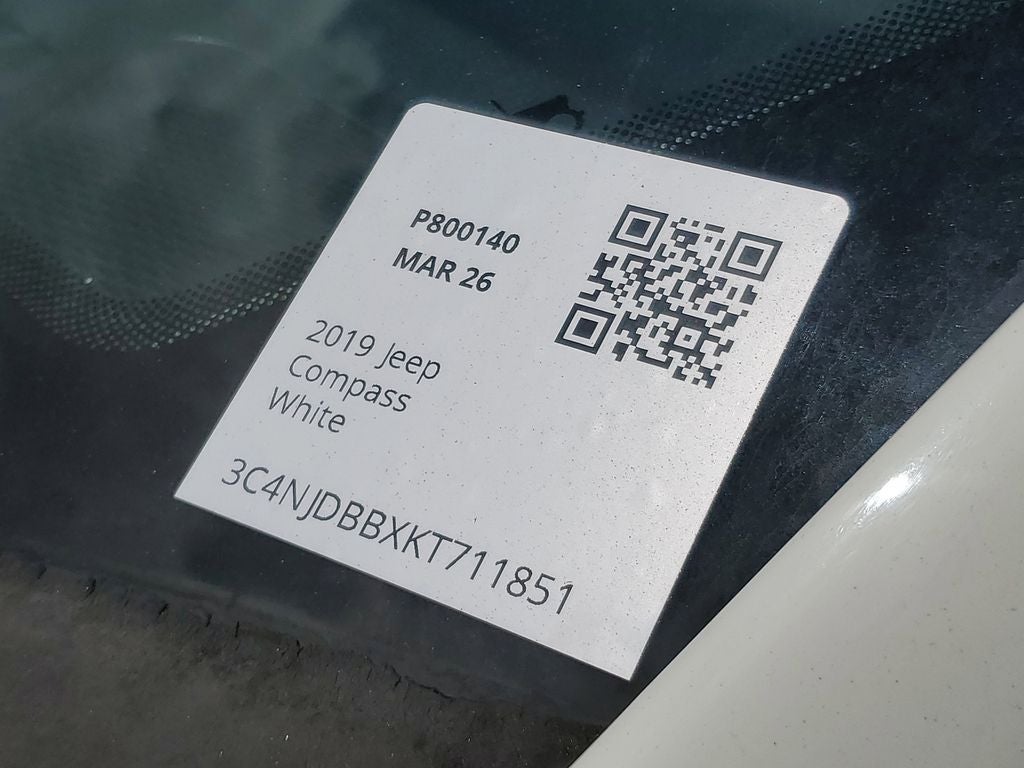 P800140
MAR 26
2019 Jeep
Compass
White
3C4NJDBBXKT711851